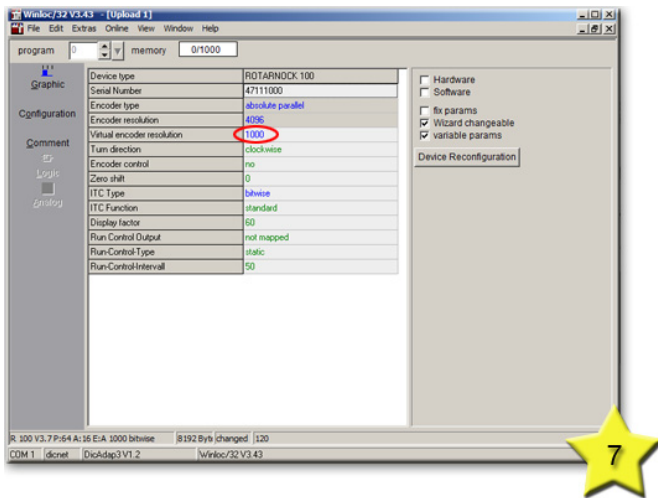 Winloc/32 V3.43 - [Upload 1]
File Edit Extras Online View Window Help
program 0 memory 0/1000
Graphic
Configuration
Comment
Logic
Analog
Device type ROTARNOCK 100
Serial Number 47111000
Encoder type absolute parallel
Encoder resolution 4096
Virtual encoder resolution 1000
Turn direction clockwise
Encoder control no
Zero shift 0
ITC Type bitwise
ITC Function standard
Display factor 60
Run Control Output not mapped
Run-Control-Type static
Run-Control-Intervall 50
Hardware
Software
fix params
Wizard changeable
variable params
Device Reconfiguration
R 100 V3.7 P:64 A:16 E:A 1000 bitwise 8192 Byte changed 120
COM 1 dicnet DicAdap3 V1.2 Winloc/32 V3.43
7